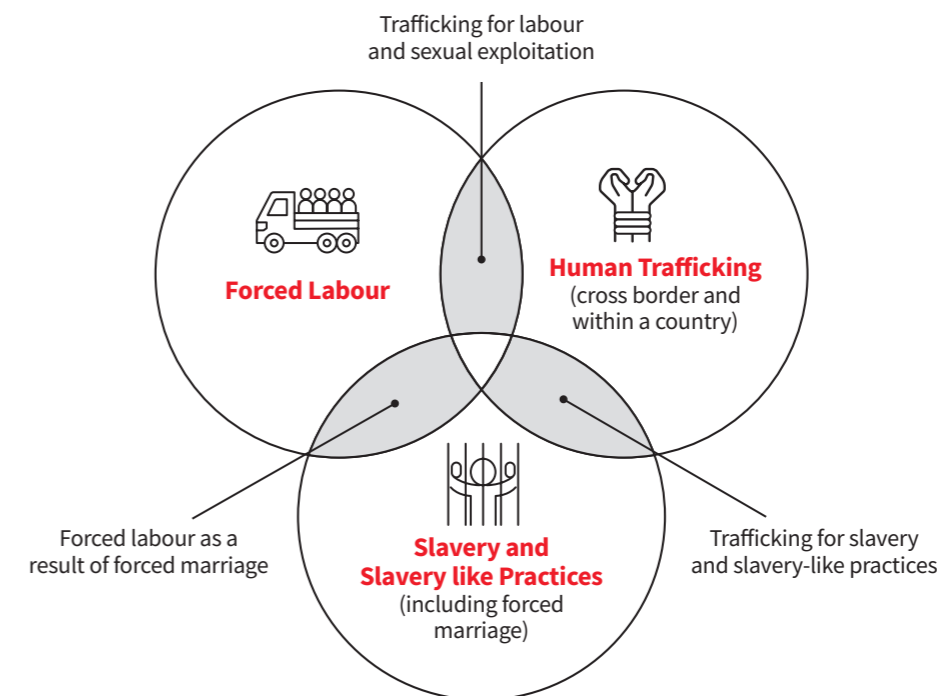 Trafficking for labour
and sexual exploitation
Forced Labour
Human Trafficking
(cross border and
within a country)
Forced labour as a
result of forced marriage
Slavery and
Slavery like Practices
(including forced
marriage)
Trafficking for slavery
and slavery-like practices